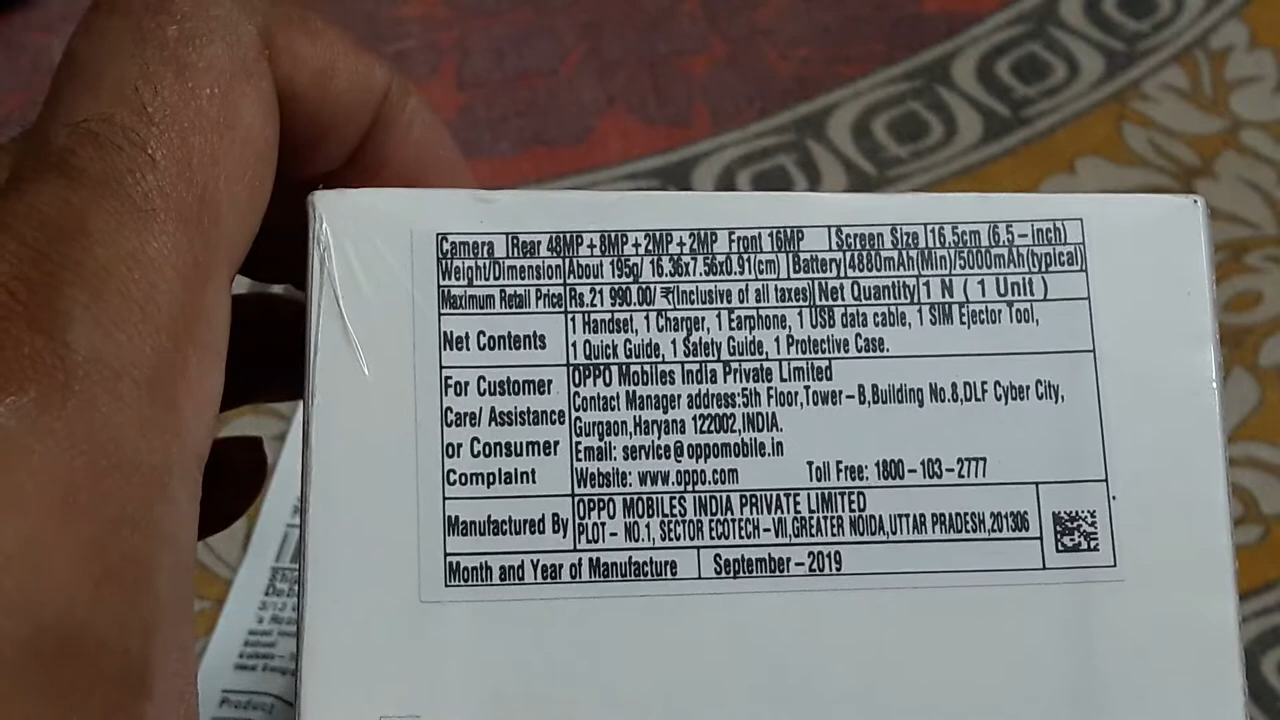 Camera Rear 48MP+8MP+2MP+2MP Front 16MP Screen Size 16.5cm (6.5-inch)
Weight/Dimension About 195g/ 16.36x7.56x0.91(cm) Battery 4880mAh(Min)/5000mAh(typical)
Maximum Retail Price Rs.21 990.00/ ₹(Inclusive of all taxes) Net Quantity 1 N ( 1 Unit )
Net Contents
1 Handset, 1 Charger, 1 Earphone, 1 USB data cable, 1 SIM Ejector Tool,
1 Quick Guide, 1 Safety Guide, 1 Protective Case.
For Customer
Care/ Assistance
or Consumer
Complaint
OPPO Mobiles India Private Limited
Contact Manager address:5th Floor,Tower-B,Building No.8,DLF Cyber City,
Gurgaon,Haryana 122002,INDIA.
Email: service@oppomobile.in
Website: www.oppo.com Toll Free: 1800-103-2777
Manufactured By
OPPO MOBILES INDIA PRIVATE LIMITED
PLOT- NO.1, SECTOR ECOTECH-VII,GREATER NOIDA,UTTAR PRADESH,201306
Month and Year of Manufacture September-2019
Product